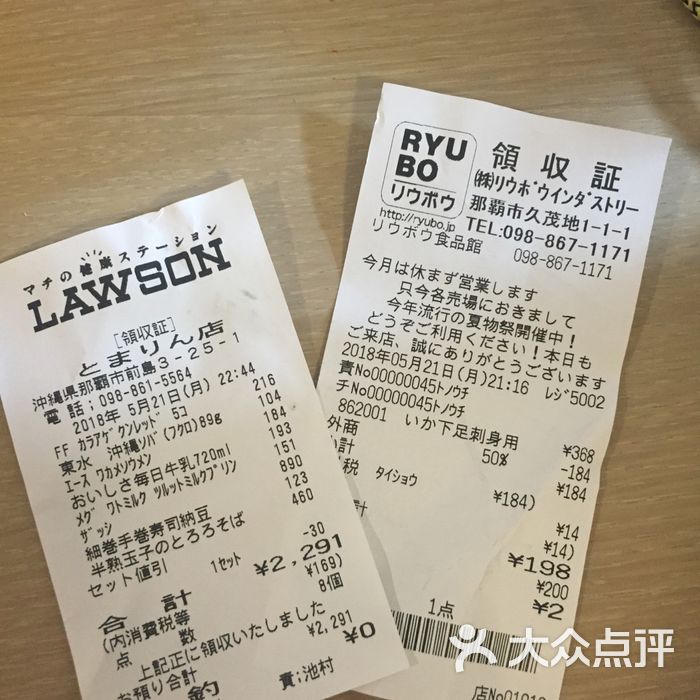 マチの健康ステーション
LAWSON
[領収証]
とまりん店
沖縄県那覇市前島3-25-1
電話:098-861-5564
2018年 5月21日(月) 22:44
FF カラアゲクンレッド 5コ 216
東水 沖縄ソバ(フクロ)89g 104
エース ワカメソウメン 184
おいしさ毎日牛乳720ml 193
メグ ワトミルク ツルットミルクプリン 151
ザッシ 890
細巻手巻寿司納豆 123
半熟玉子のとろろそば 460
セット値引 1セット -30
合計 ¥2,291
(内消費税等 ¥169)
点 数 8個
上記正に領収いたしました
お預り合計 ¥2,291
釣 ¥0
責:池村
RYU
BO
リウボウ
http://ryubo.jp
領収証
㈱リウボウインダストリー
那覇市久茂地1-1-1
TEL:098-867-1171
リウボウ食品館 098-867-1171
今月は休まず営業します
只今各売場におきまして
今年流行の夏物祭開催中!
どうぞご利用ください!本日も
ご来店、誠にありがとうございます
2018年05月21日(月)21:16 レジ5002
責No00000045トノウチ
チNo00000045トノウチ
862001 いか下足刺身用
外商 ¥368
50% -184
小計 ¥184
税 タイショウ ¥184)
¥14
計 ¥14)
¥198
¥200
¥2
1点
大众点评